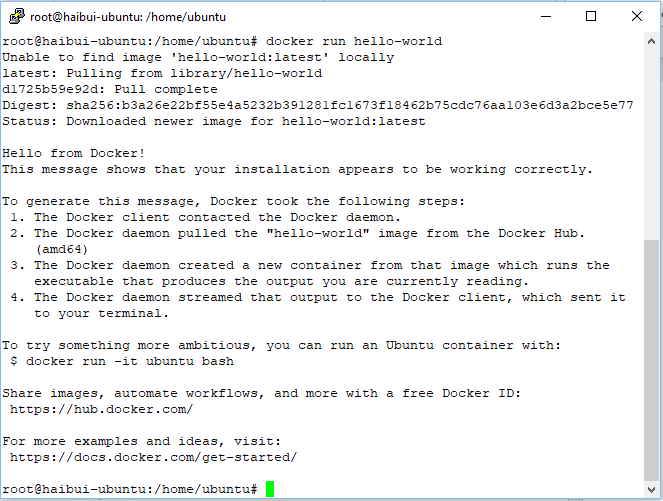 root@haibui-ubuntu: /home/ubuntu
root@haibui-ubuntu:/home/ubuntu# docker run hello-world
Unable to find image 'hello-world:latest' locally
latest: Pulling from library/hello-world
d1725b59e92d: Pull complete
Digest: sha256:b3a26e22bf55e4a5232b391281fc1673f18462b75cdc76aa103e6d3a2bce5e77
Status: Downloaded newer image for hello-world:latest
Hello from Docker!
This message shows that your installation appears to be working correctly.
To generate this message, Docker took the following steps:
1. The Docker client contacted the Docker daemon.
2. The Docker daemon pulled the "hello-world" image from the Docker Hub.
(amd64)
3. The Docker daemon created a new container from that image which runs the
executable that produces the output you are currently reading.
4. The Docker daemon streamed that output to the Docker client, which sent it
to your terminal.
To try something more ambitious, you can run an Ubuntu container with:
$ docker run -it ubuntu bash
Share images, automate workflows, and more with a free Docker ID:
https://hub.docker.com/
For more examples and ideas, visit:
https://docs.docker.com/get-started/
root@haibui-ubuntu:/home/ubuntu#